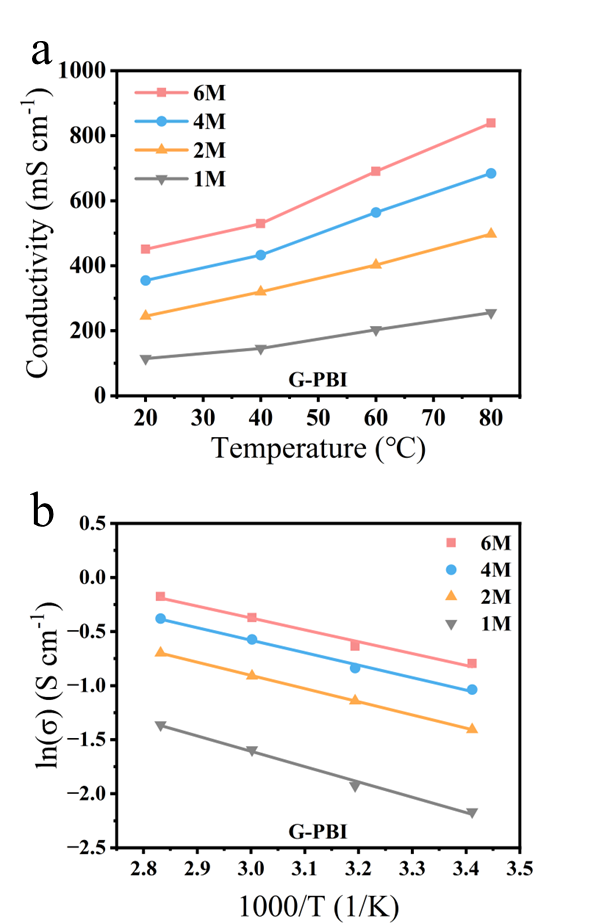 a
1000
800
600
400
200
0
Conductivity (mS cm⁻¹)
6M
4M
2M
1M
G-PBI
20 30 40 50 60 70 80
Temperature (℃)
b
0.5
0.0
−0.5
−1.0
−1.5
−2.0
−2.5
ln(σ) (S cm⁻¹)
6M
4M
2M
1M
G-PBI
2.8 2.9 3.0 3.1 3.2 3.3 3.4 3.5
1000/T (1/K)